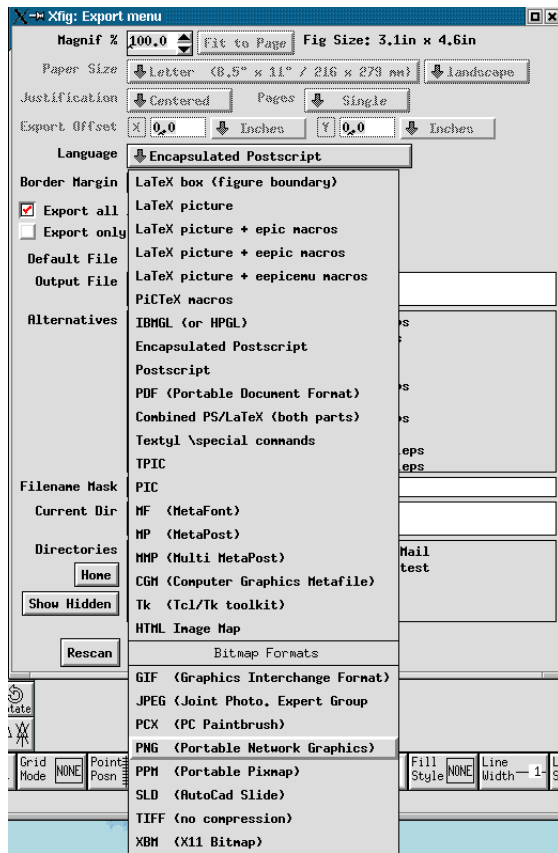 Xfig: Export menu
Magnif % 100.0 Fit to Page Fig Size: 3.1in x 4.6in
Paper Size Letter (8.5" x 11" / 216 x 279 mm) landscape
Justification Centered Pages Single
Export Offset X 0.0 Inches Y 0.0 Inches
Language Encapsulated Postscript
Border Margin
LaTeX box (figure boundary)
Export all
LaTeX picture
Export only
LaTeX picture + epic macros
Default File
LaTeX picture + eepic macros
Output File
LaTeX picture + eepicemu macros
PiCTeX macros
Alternatives
IBMGL (or HPGL)
Encapsulated Postscript
Postscript
PDF (Portable Document Format)
Combined PS/LaTeX (both parts)
Textyl \special commands
TPIC
eps
eps
Filename Mask
PIC
Current Dir
MF (MetaFont)
MP (MetaPost)
Directories
MMP (Multi MetaPost)
Mail
Home
CGM (Computer Graphics Metafile)
test
Show Hidden
Tk (Tcl/Tk toolkit)
HTML Image Map
Rescan
Bitmap Formats
GIF (Graphics Interchange Format)
JPEG (Joint Photo. Expert Group
PCX (PC Paintbrush)
PNG (Portable Network Graphics)
PPM (Portable Pixmap)
SLD (AutoCad Slide)
TIFF (no compression)
XBM (X11 Bitmap)
Grid Mode NONE
Point Posn
Fill Style NONE
Line Width 1